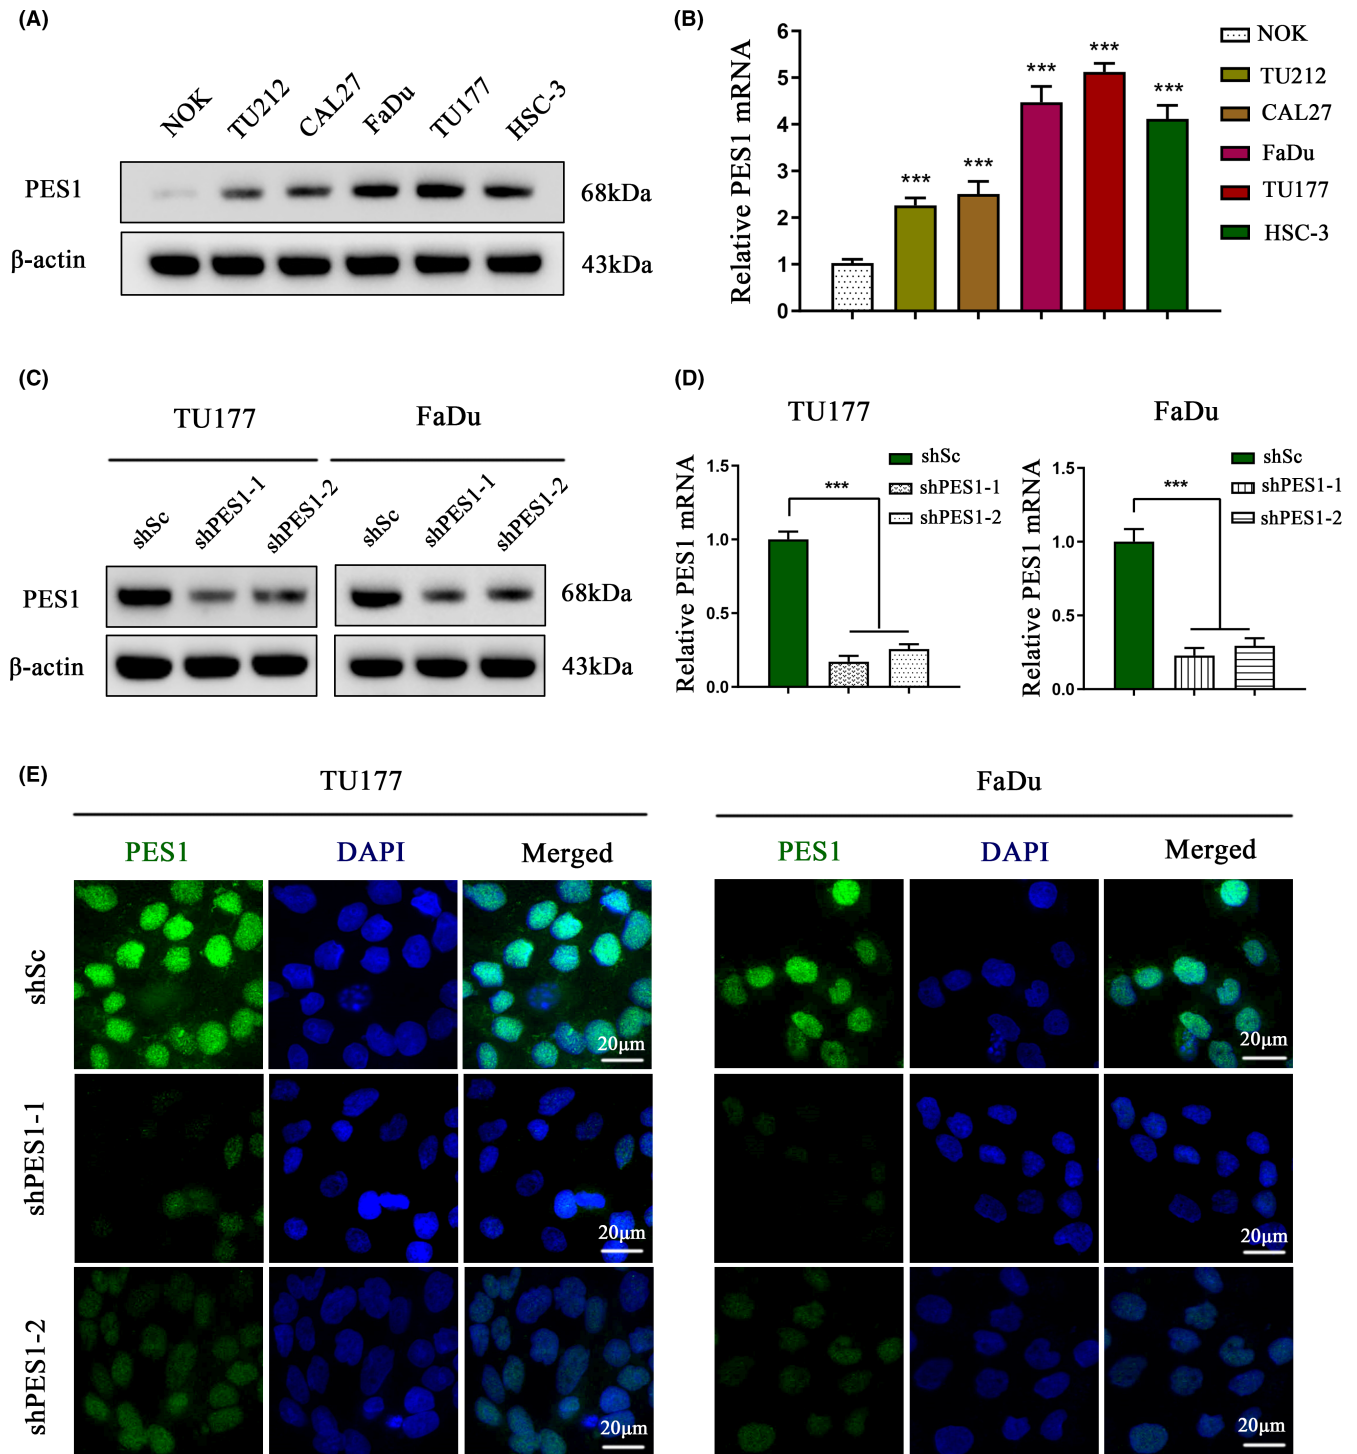 (A)
NOK TU212 CAL27 FaDu TU177 HSC-3
PES1 68kDa
β-actin 43kDa
(B)
Relative PES1 mRNA
6
5
4
3
2
1
0
*** *** *** *** ***
NOK
TU212
CAL27
FaDu
TU177
HSC-3
(C)
TU177 FaDu
shSc shPES1-1 shPES1-2 shSc shPES1-1 shPES1-2
PES1 68kDa
β-actin 43kDa
(D)
TU177
Relative PES1 mRNA
1.5
1.0
0.5
0.0
***
shSc
shPES1-1
shPES1-2
FaDu
Relative PES1 mRNA
1.5
1.0
0.5
0.0
***
shSc
shPES1-1
shPES1-2
(E)
TU177 FaDu
PES1 DAPI Merged PES1 DAPI Merged
shSc
20μm 20μm
shPES1-1
20μm 20μm
shPES1-2
20μm 20μm